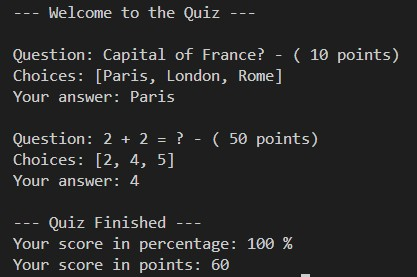 --- Welcome to the Quiz ---
Question: Capital of France? - ( 10 points)
Choices: [Paris, London, Rome]
Your answer: Paris
Question: 2 + 2 = ? - ( 50 points)
Choices: [2, 4, 5]
Your answer: 4
--- Quiz Finished ---
Your score in percentage: 100 %
Your score in points: 60